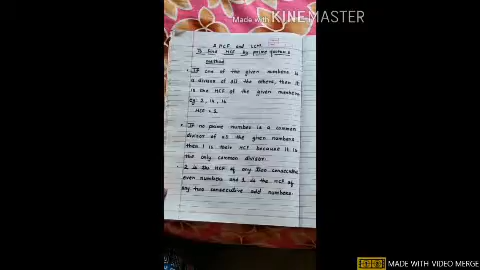 Made with KINEMASTER
2 HCF and LCM
To find HCF by prime factors
method
• If one of the given numbers is
a divisor of all the others, then it
is the HCF of the given numbers
eg. 2, 14, 16
HCF = 2
• If no prime number is a common
divisor of all the given numbers
then 1 is their HCF because it is
the only common divisor.
• 2 is the HCF of any two consecutive
even numbers and 1 is the HCF of
any two consecutive odd numbers.
MADE WITH VIDEO MERGE